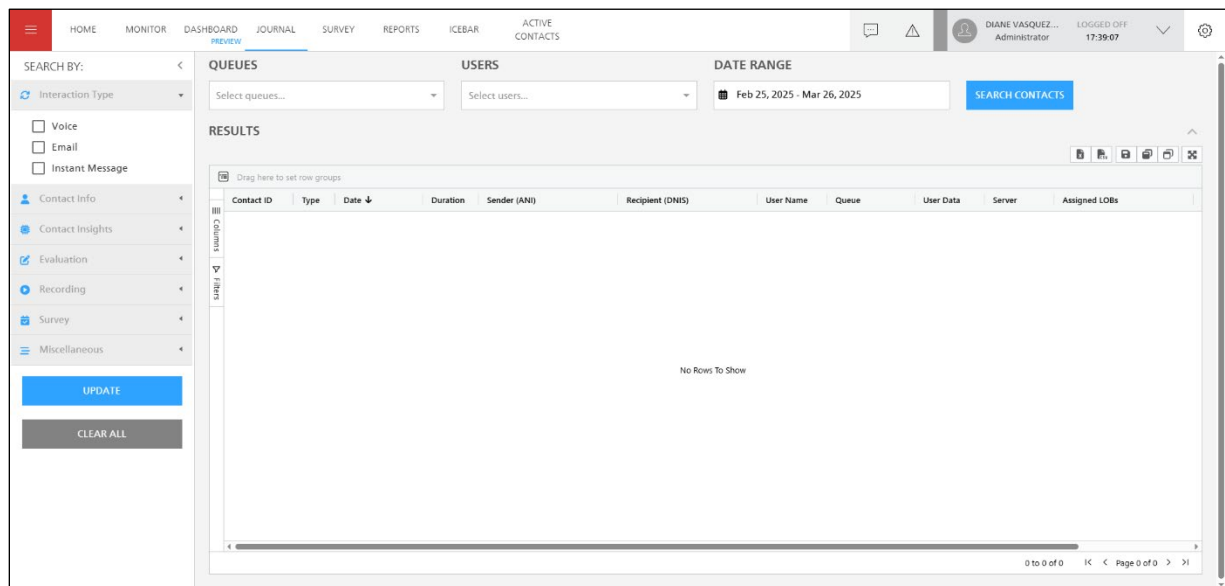 HOME MONITOR DASHBOARD JOURNAL SURVEY REPORTS ICEBAR ACTIVE CONTACTS
PREVIEW
DIANE VASQUEZ... LOGGED OFF
Administrator 17:39:07
SEARCH BY:
Interaction Type
Voice
Email
Instant Message
Contact Info
Contact Insights
Evaluation
Recording
Survey
Miscellaneous
UPDATE
CLEAR ALL
QUEUES USERS DATE RANGE
Select queues... Select users... Feb 25, 2025 - Mar 26, 2025 SEARCH CONTACTS
RESULTS
Drag here to set row groups
Contact ID Type Date Duration Sender (ANI) Recipient (DNIS) User Name Queue User Data Server Assigned LOBs
Columns
Filters
No Rows To Show
0 to 0 of 0 Page 0 of 0